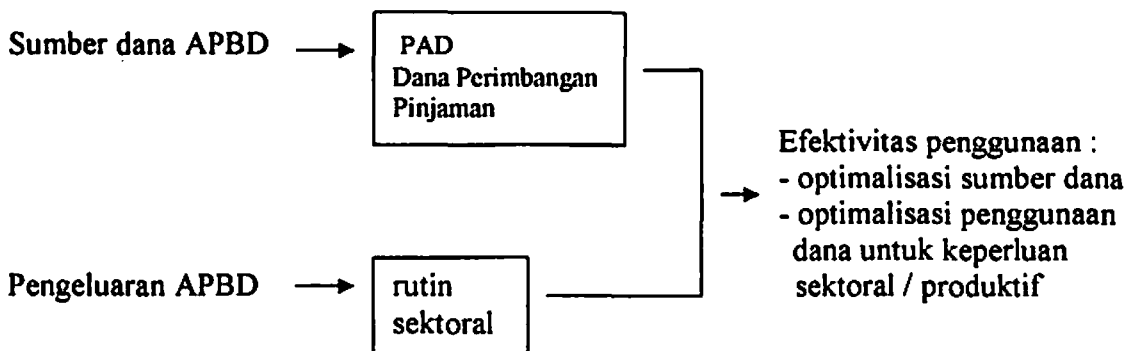 Sumber dana APBD
PAD
Dana Perimbangan
Pinjaman
Efektivitas penggunaan :
- optimalisasi sumber dana
- optimalisasi penggunaan
dana untuk keperluan
sektoral / produktif
Pengeluaran APBD
rutin
sektoral